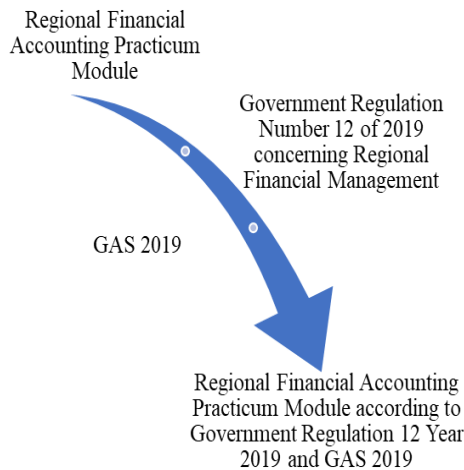 Regional Financial
Accounting Practicum
Module
Government Regulation
Number 12 of 2019
concerning Regional
Financial Management
GAS 2019
Regional Financial Accounting
Practicum Module according to
Government Regulation 12 Year
2019 and GAS 2019